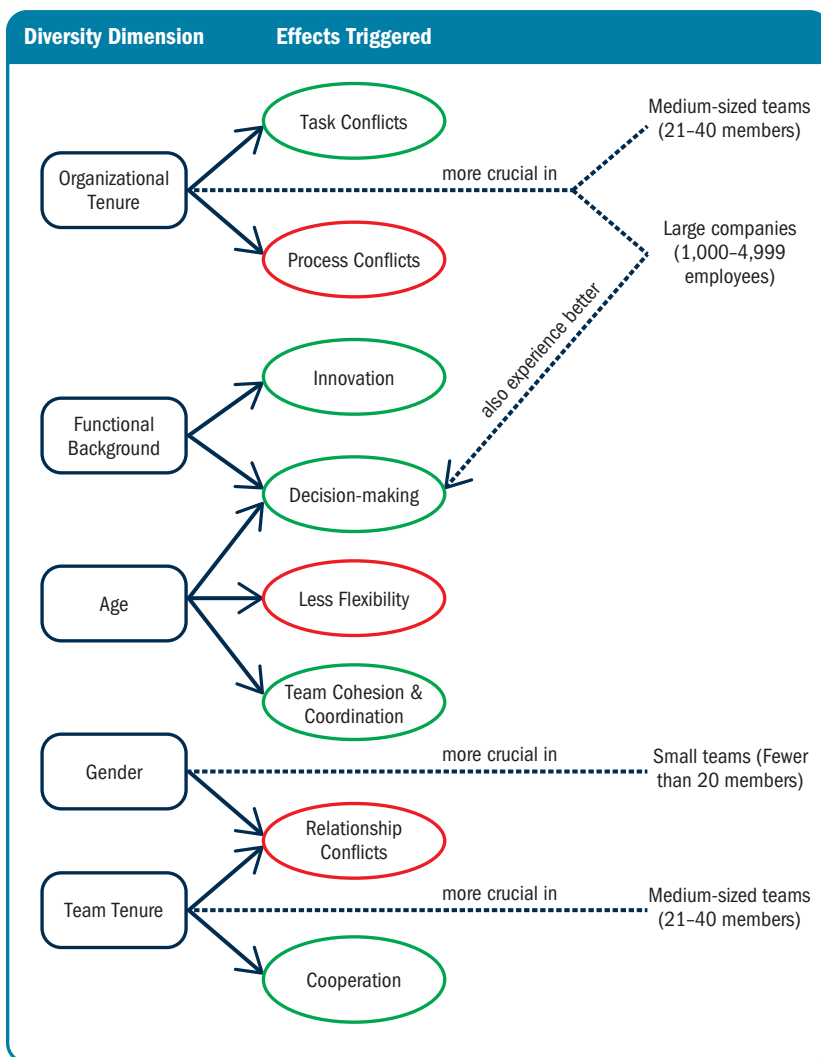 Diversity Dimension
Effects Triggered
Task Conflicts
Medium-sized teams
(21–40 members)
Organizational
Tenure
more crucial in
Process Conflicts
Large companies
(1,000–4,999
employees)
also experience better
Innovation
Functional
Background
Decision-making
Age
Less Flexibility
Team Cohesion &
Coordination
Gender
more crucial in
Small teams (Fewer
than 20 members)
Relationship
Conflicts
Team Tenure
more crucial in
Medium-sized teams
(21–40 members)
Cooperation